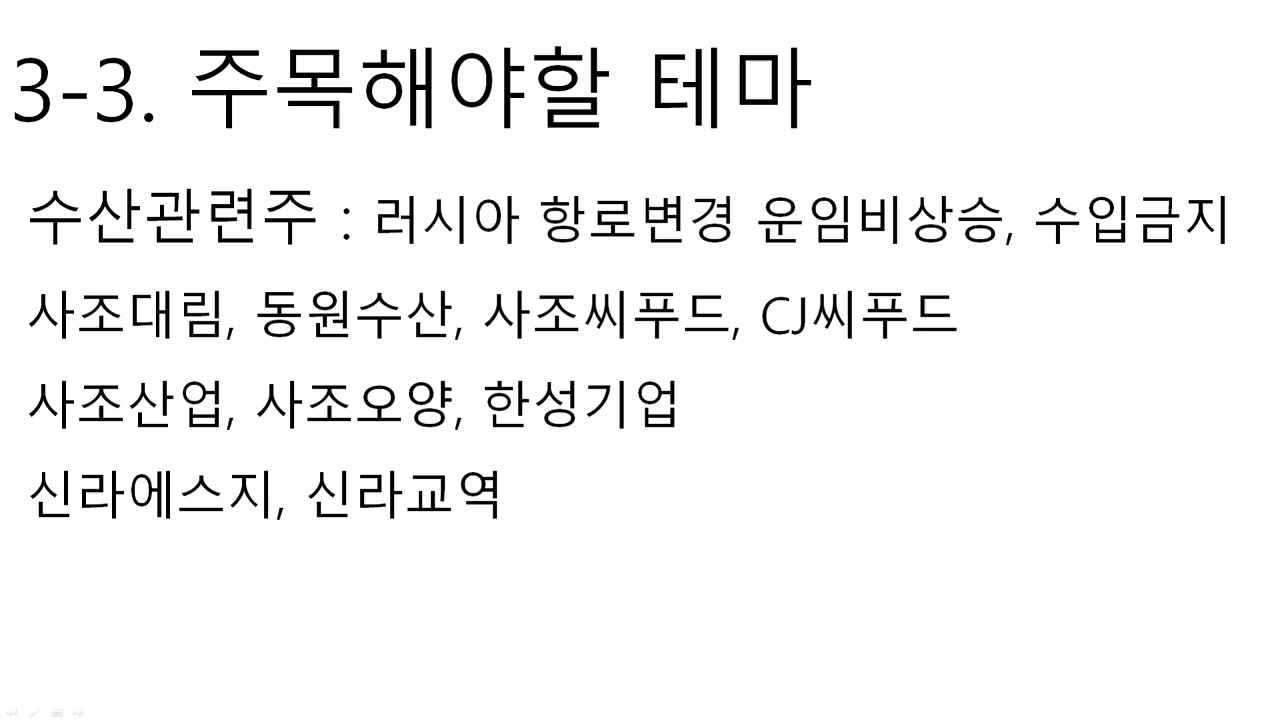 3-3. 주목해야할 테마
수산관련주 : 러시아 항로변경 운임비상승, 수입금지
사조대림, 동원수산, 사조씨푸드, CJ씨푸드
사조산업, 사조오양, 한성기업
신라에스지, 신라교역